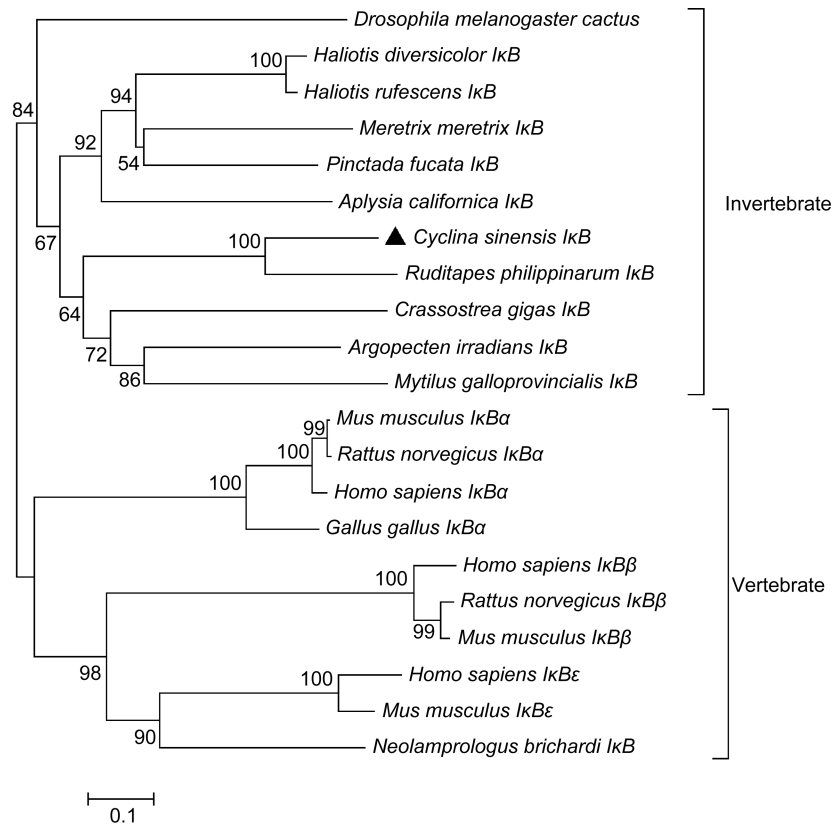 Drosophila melanogaster cactus
100
Haliotis diversicolor IκB
Haliotis rufescens IκB
94
84
Meretrix meretrix IκB
92
54
Pinctada fucata IκB
Aplysia californica IκB
Invertebrate
67
100
Cyclina sinensis IκB
Ruditapes philippinarum IκB
64
Crassostrea gigas IκB
72
Argopecten irradians IκB
86
Mytilus galloprovincialis IκB
Mus musculus IκBα
99
100
Rattus norvegicus IκBα
100
Homo sapiens IκBα
Gallus gallus IκBα
Homo sapiens IκBβ
100
Vertebrate
Rattus norvegicus IκBβ
99
Mus musculus IκBβ
98
Homo sapiens IκBε
100
Mus musculus IκBε
90
Neolamprologus brichardi IκB
0.1